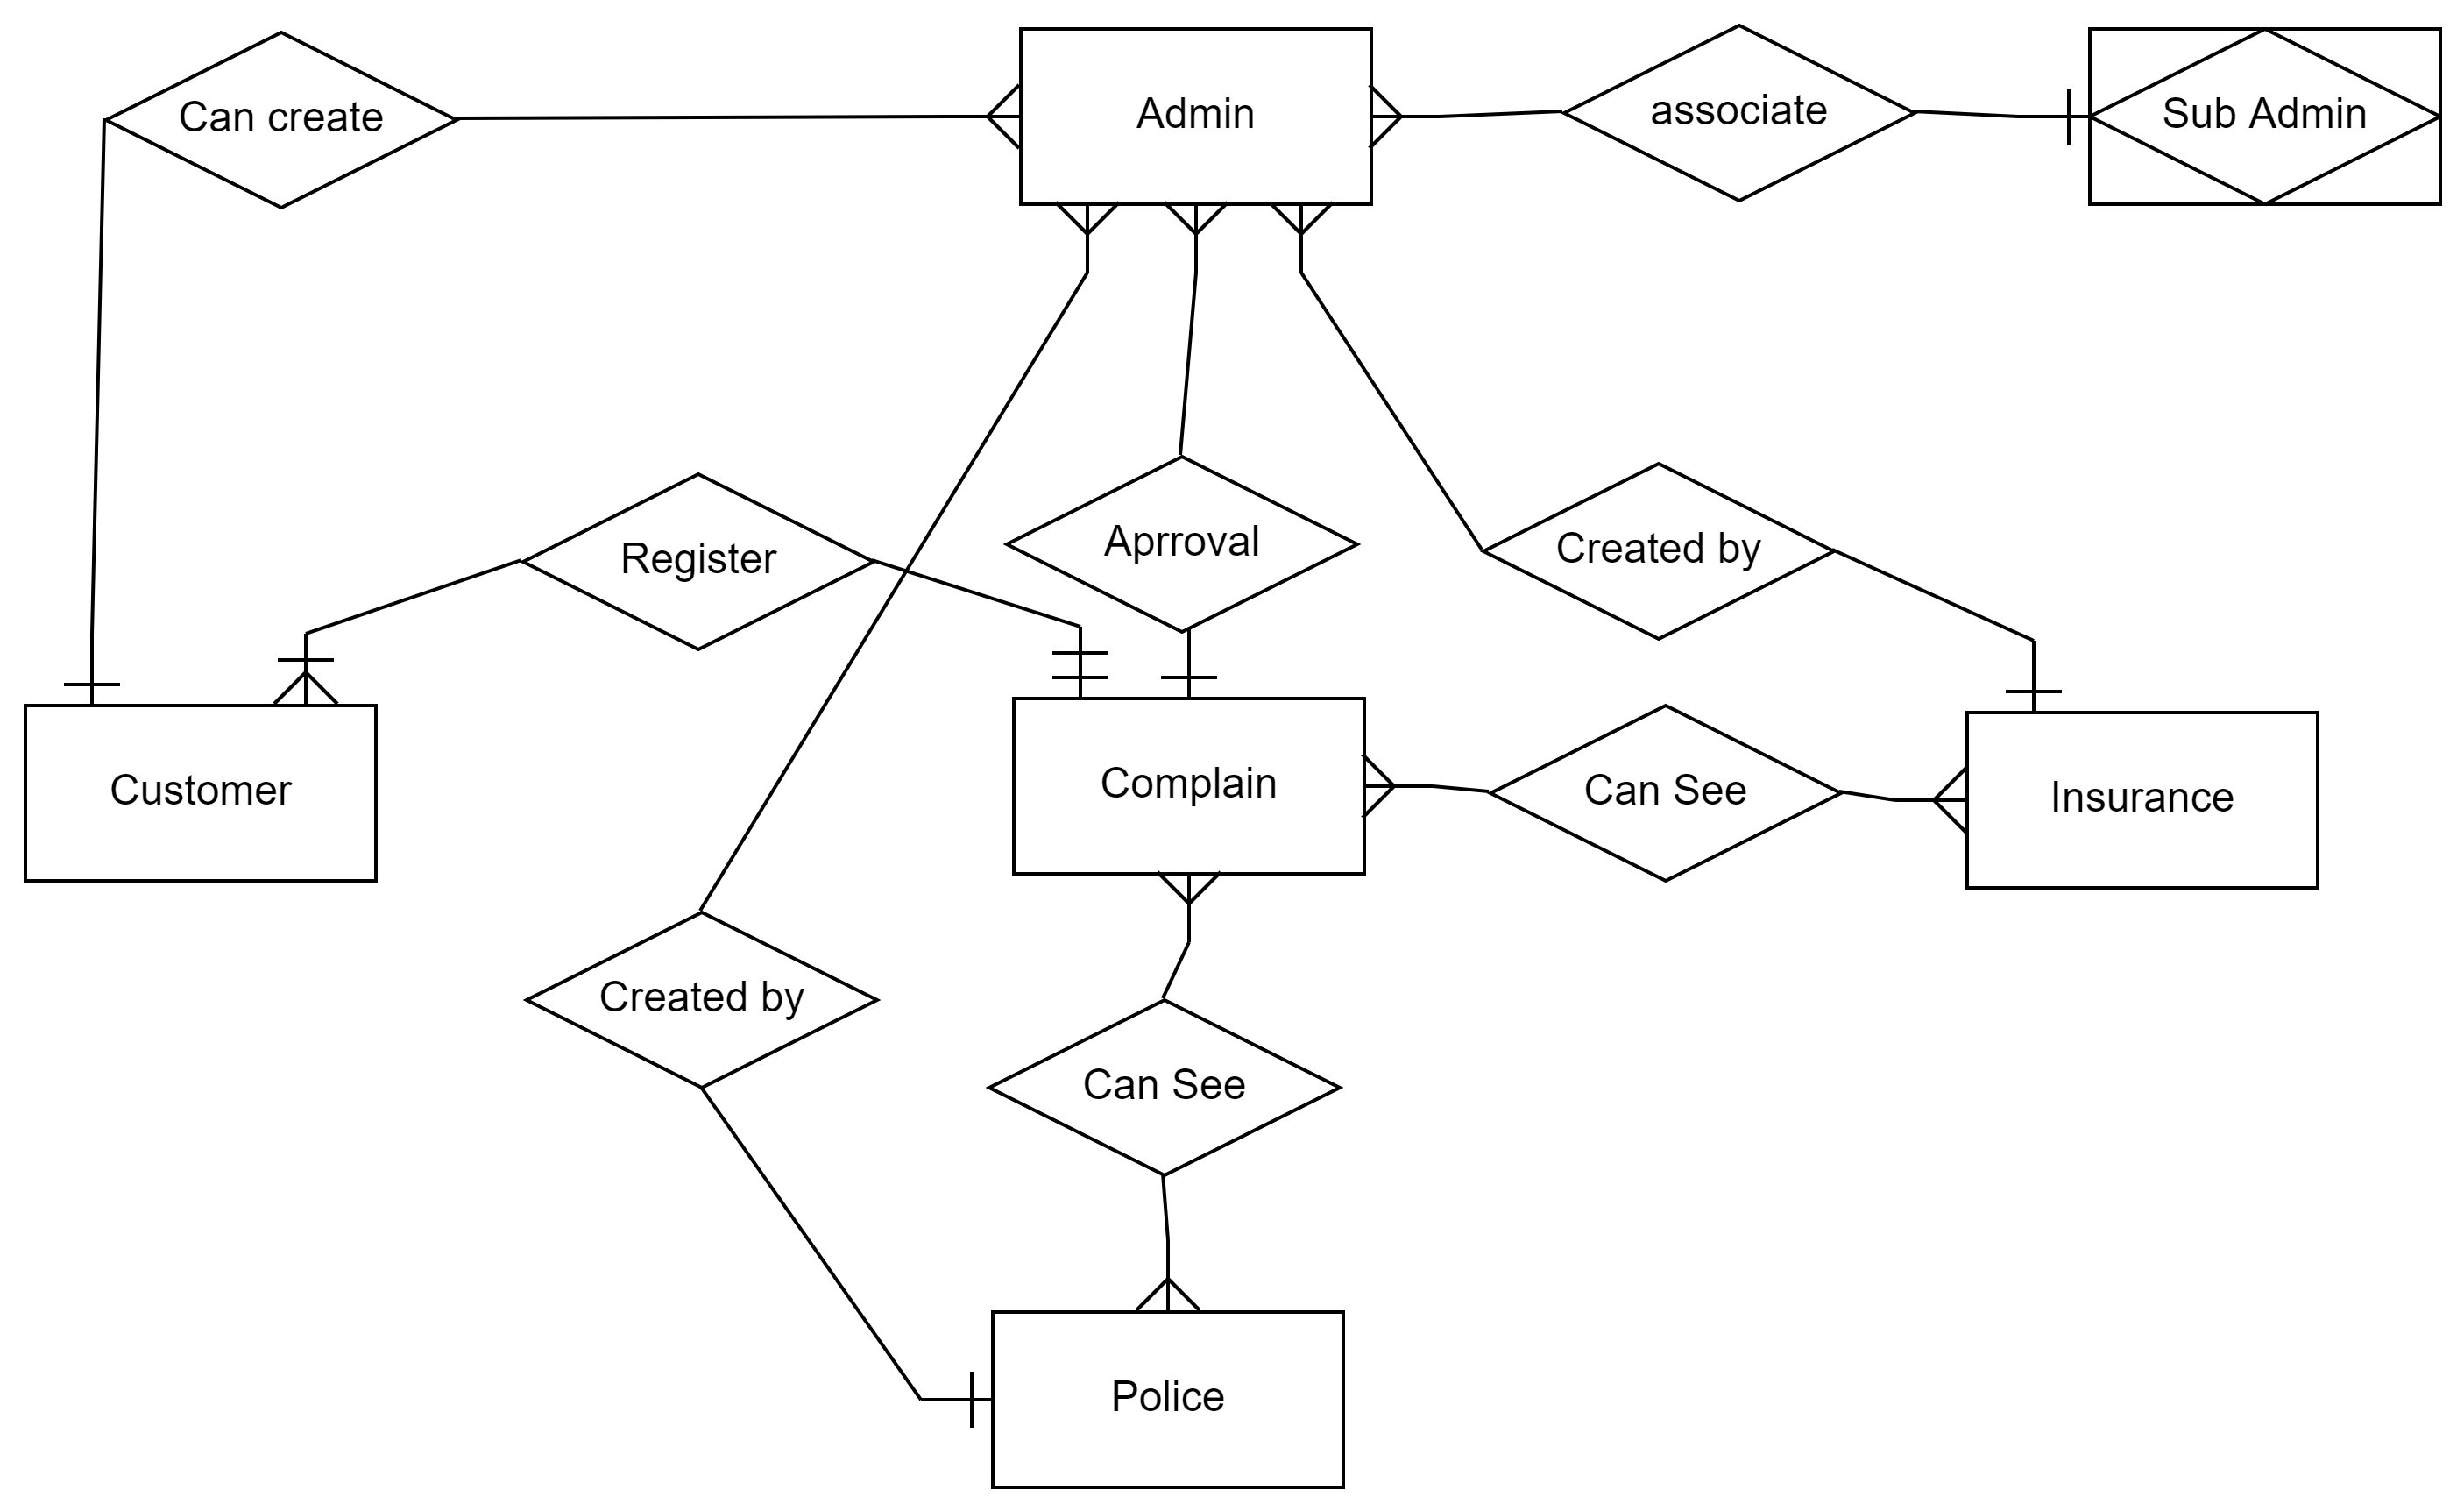 Can create
Admin
associate
Sub Admin
Register
Aprroval
Created by
Customer
Complain
Can See
Insurance
Created by
Can See
Police